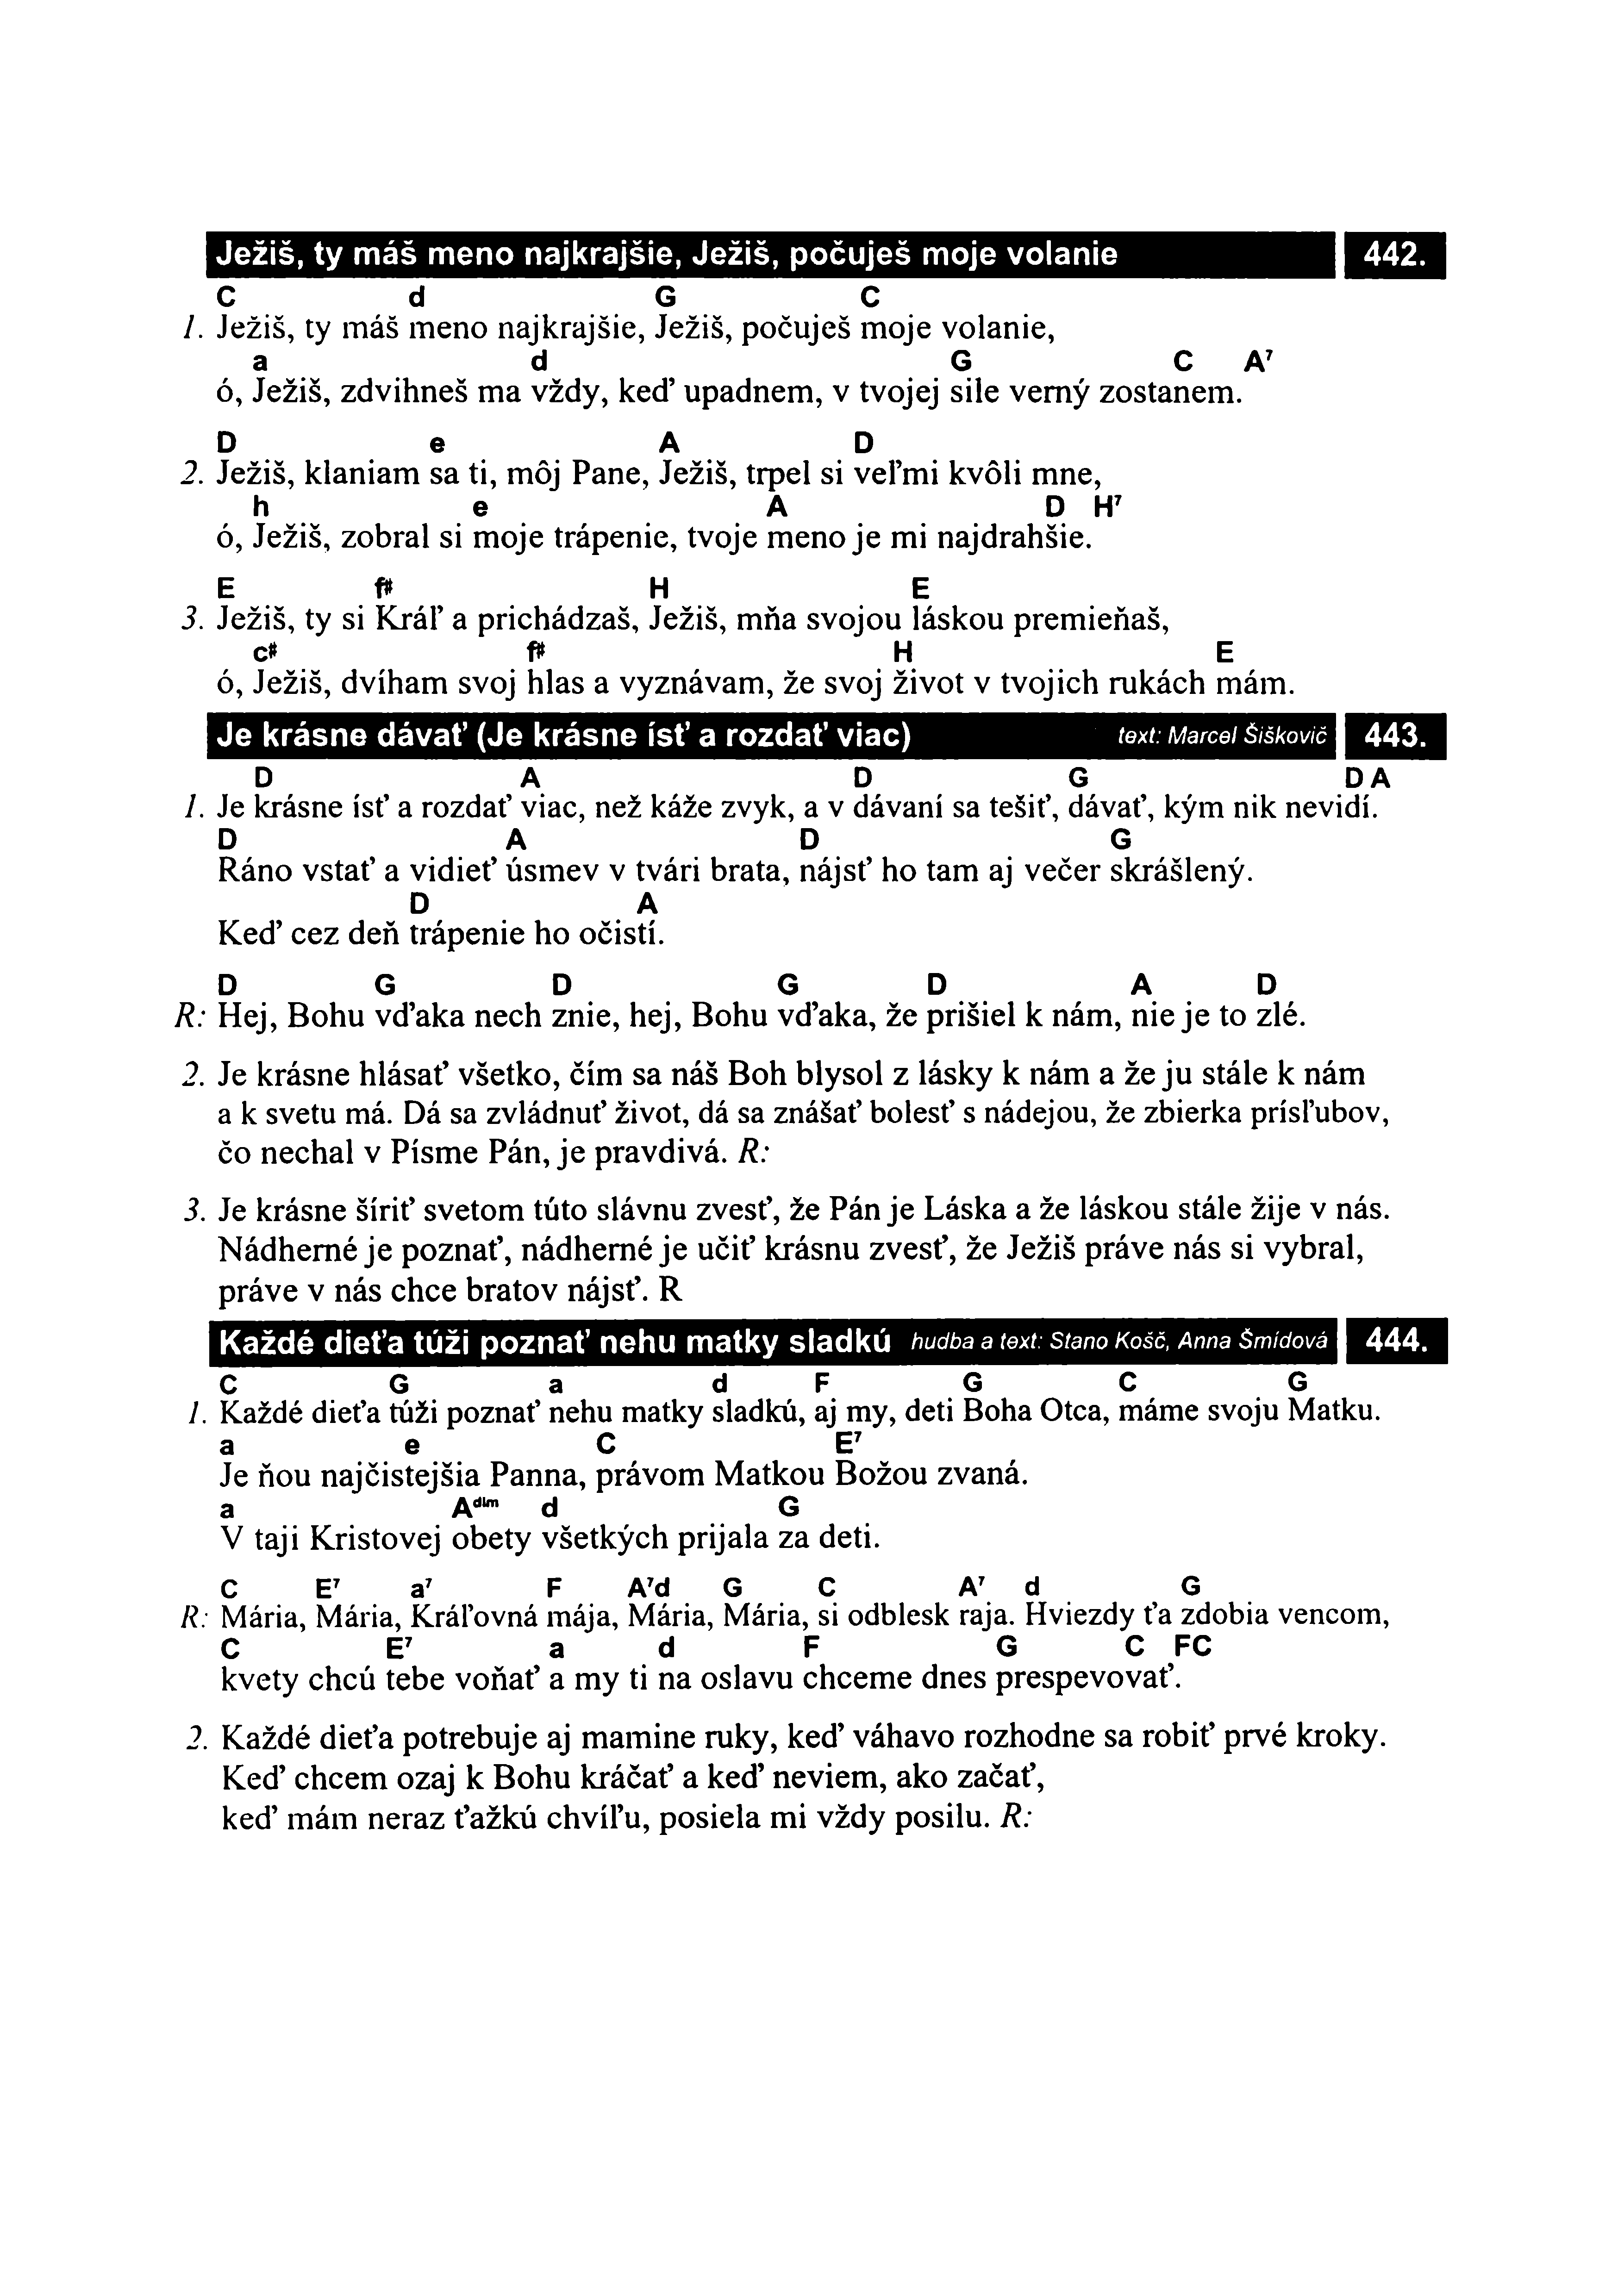 Ježiš, ty máš meno najkrajšie, Ježiš, počuješ moje volanie 442.
C d G C
1. Ježiš, ty máš meno najkrajšie, Ježiš, počuješ moje volanie,
a d G C A⁷
ó, Ježiš, zdvihneš ma vždy, keď upadnem, v tvojej sile verný zostanem.
D e A D
2. Ježiš, klaniam sa ti, môj Pane, Ježiš, trpel si veľmi kvôli mne,
h e A D H⁷
ó, Ježiš, zobral si moje trápenie, tvoje meno je mi najdrahšie.
E f# H E
3. Ježiš, ty si Kráľ a prichádzaš, Ježiš, mňa svojou láskou premieňaš,
c# f# H E
ó, Ježiš, dvíham svoj hlas a vyznávam, že svoj život v tvojich rukách mám.
Je krásne dávať (Je krásne ísť a rozdať viac) text: Marcel Šiškovič 443.
D A D G D A
1. Je krásne ísť a rozdať viac, než káže zvyk, a v dávaní sa tešiť, dávať, kým nik nevidí.
D A D G
Ráno vstať a vidieť úsmev v tvári brata, nájsť ho tam aj večer skrášlený.
D A
Keď cez deň trápenie ho očistí.
D G D G D A D
R: Hej, Bohu vďaka nech znie, hej, Bohu vďaka, že prišiel k nám, nie je to zlé.
2. Je krásne hlásať všetko, čím sa náš Boh blysol z lásky k nám a že ju stále k nám
a k svetu má. Dá sa zvládnuť život, dá sa znášať bolesť s nádejou, že zbierka prísľubov,
čo nechal v Písme Pán, je pravdivá. R:
3. Je krásne šíriť svetom túto slávnu zvesť, že Pán je Láska a že láskou stále žije v nás.
Nádherné je poznať, nádherné je učiť krásnu zvesť, že Ježiš práve nás si vybral,
práve v nás chce bratov nájsť. R
Každé dieťa túži poznať nehu matky sladkú hudba a text: Stano Košč, Anna Šmídová 444.
C G a d F G C G
1. Každé dieťa túži poznať nehu matky sladkú, aj my, deti Boha Otca, máme svoju Matku.
a e C E⁷
Je ňou najčistejšia Panna, právom Matkou Božou zvaná.
a Aᵈⁱᵐ d G
V taji Kristovej obety všetkých prijala za deti.
C E⁷ a⁷ F A⁷d G C A⁷ d G
R: Mária, Mária, Kráľovná mája, Mária, Mária, si odblesk raja. Hviezdy ťa zdobia vencom,
C E⁷ a d F G C FC
kvety chcú tebe voňať a my ti na oslavu chceme dnes prespevovať.
2. Každé dieťa potrebuje aj mamine ruky, keď váhavo rozhodne sa robiť prvé kroky.
Keď chcem ozaj k Bohu kráčať a keď neviem, ako začať,
keď mám neraz ťažkú chvíľu, posiela mi vždy posilu. R: